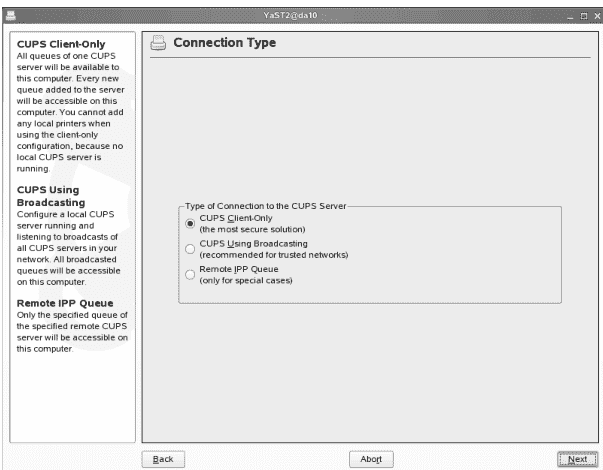 YaST2@da10
CUPS Client-Only
All queues of one CUPS
server will be available to
this computer. Every new
queue added to the server
will be accessible on this
computer. You cannot add
any local printers when
using the client-only
configuration, because no
local CUPS server is
running.
CUPS Using
Broadcasting
Configure a local CUPS
server running and
listening to broadcasts of
all CUPS servers in your
network. All broadcasted
queues will be accessible
on this computer.
Remote IPP Queue
Only the specified queue of
the specified remote CUPS
server will be accessible on
this computer.
Connection Type
Type of Connection to the CUPS Server
CUPS Client-Only
(the most secure solution)
CUPS Using Broadcasting
(recommended for trusted networks)
Remote IPP Queue
(only for special cases)
Back
Abort
Next